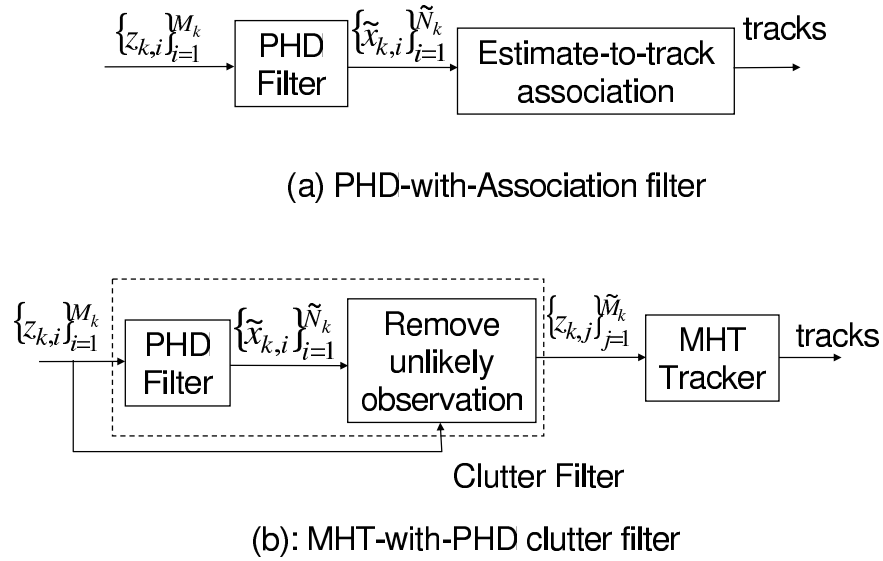 {z_{k,i}}_{i=1}^{M_k}
PHD
Filter
{x̃_{k,i}}_{i=1}^{Ñ_k}
Estimate-to-track
association
tracks
(a) PHD-with-Association filter
{z_{k,i}}_{i=1}^{M_k}
PHD
Filter
{x̃_{k,i}}_{i=1}^{Ñ_k}
Remove
unlikely
observation
{z_{k,j}}_{j=1}^{M̃_k}
MHT
Tracker
tracks
Clutter Filter
(b): MHT-with-PHD clutter filter